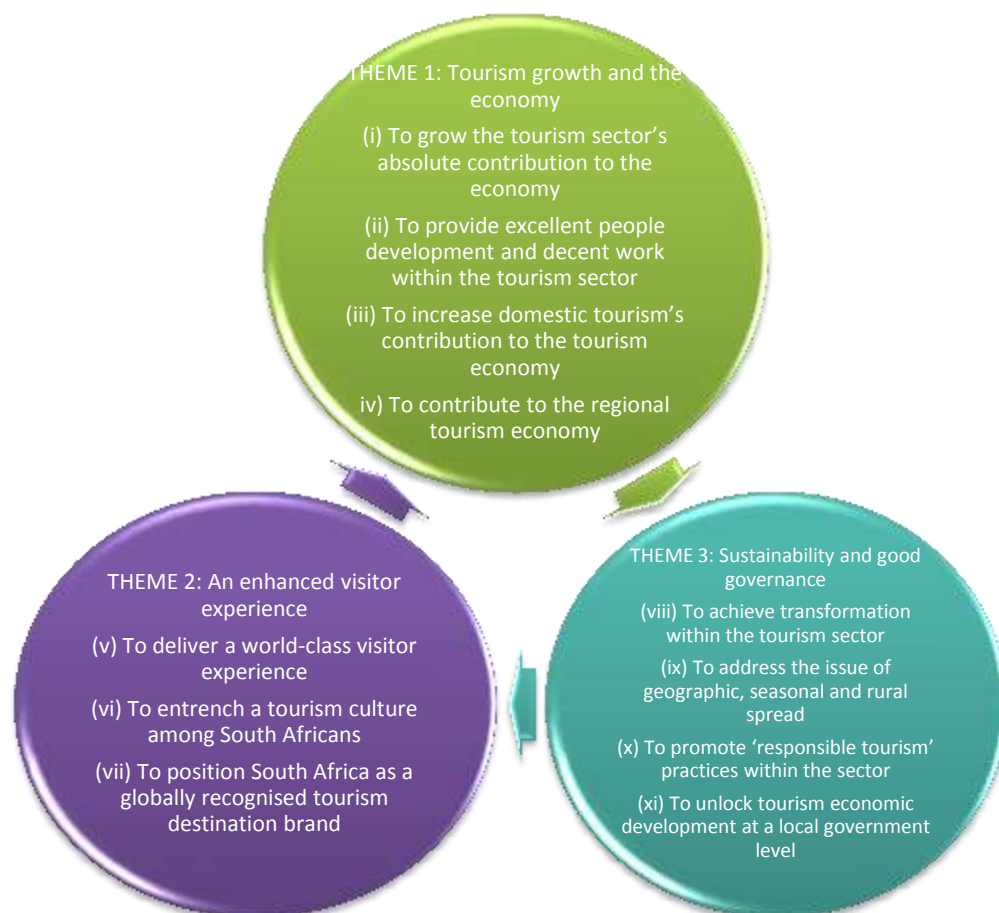 THEME 1: Tourism growth and the
economy
(i) To grow the tourism sector’s
absolute contribution to the
economy
(ii) To provide excellent people
development and decent work
within the tourism sector
(iii) To increase domestic tourism’s
contribution to the tourism
economy
iv) To contribute to the regional
tourism economy
THEME 2: An enhanced visitor
experience
(v) To deliver a world-class visitor
experience
(vi) To entrench a tourism culture
among South Africans
(vii) To position South Africa as a
globally recognised tourism
destination brand
THEME 3: Sustainability and good
governance
(viii) To achieve transformation
within the tourism sector
(ix) To address the issue of
geographic, seasonal and rural
spread
(x) To promote ‘responsible tourism’
practices within the sector
(xi) To unlock tourism economic
development at a local government
level